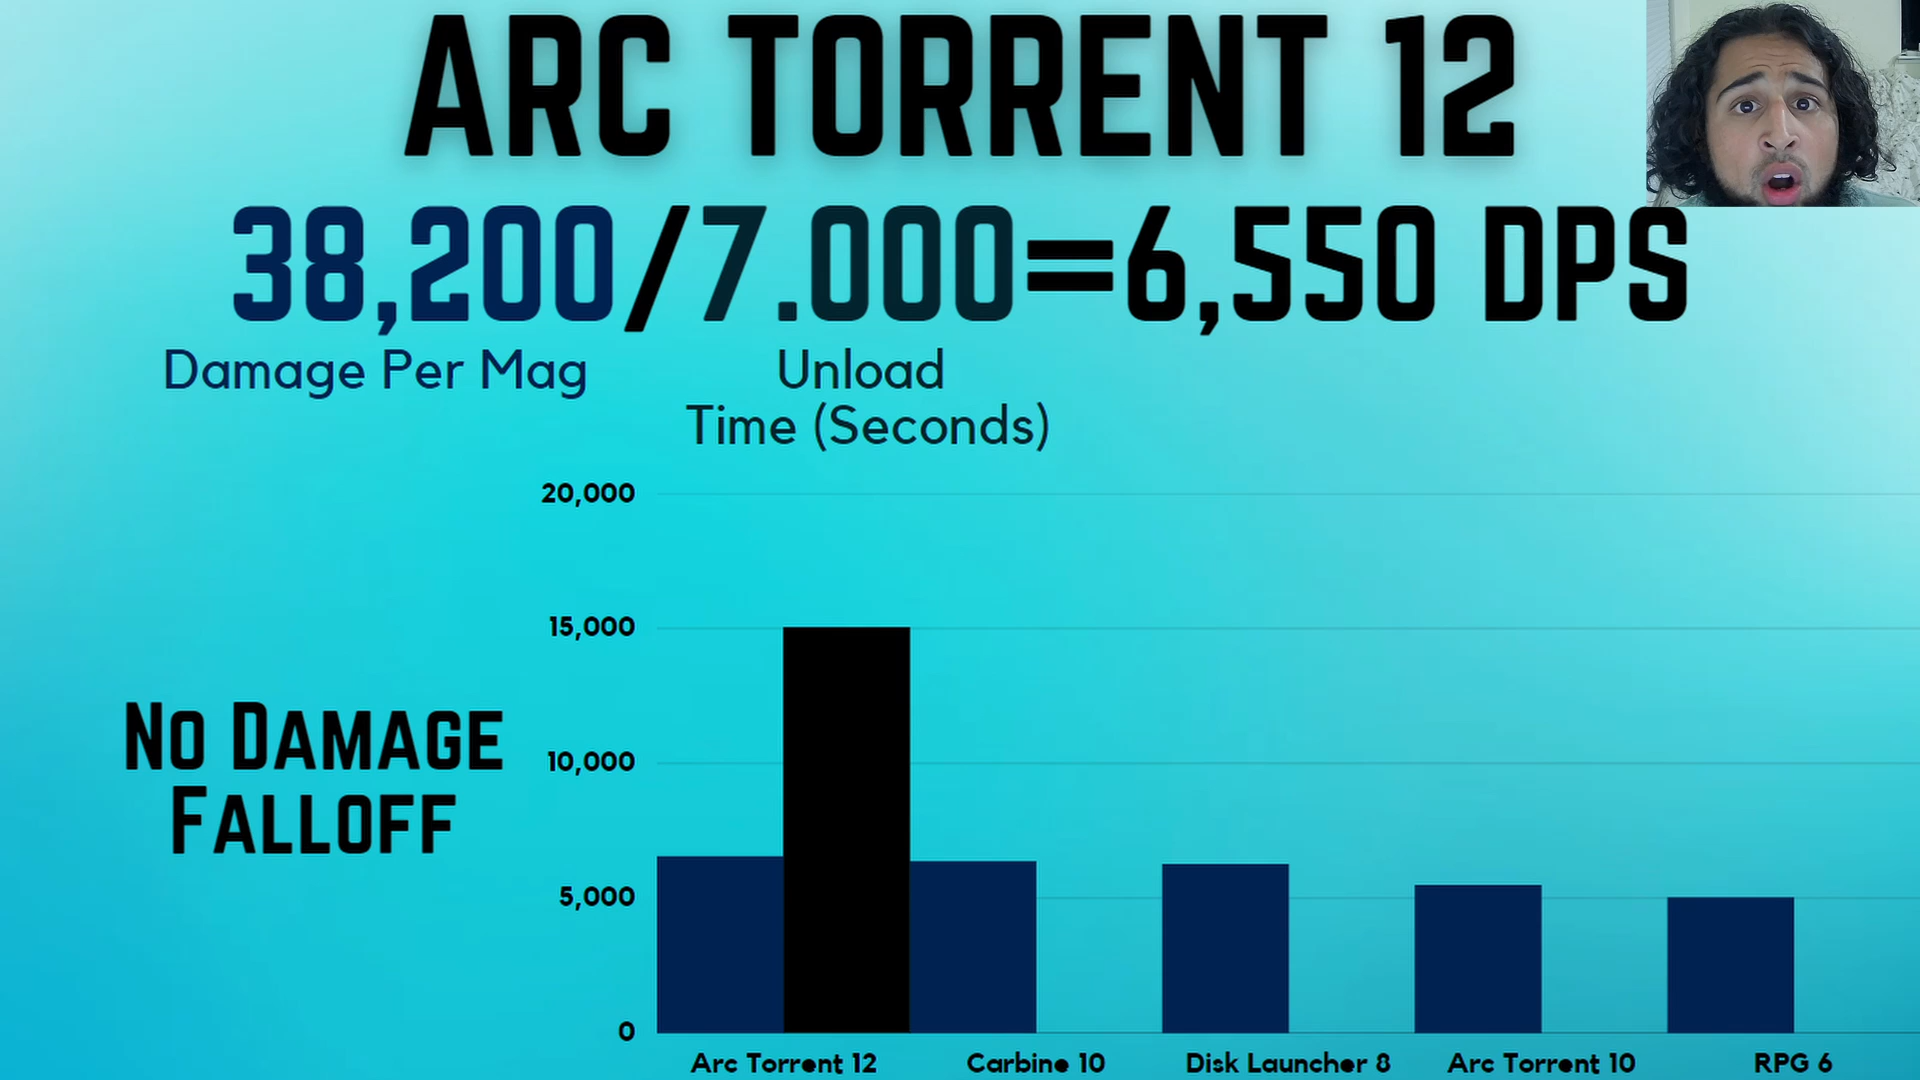 ARC TORRENT 12
38,200/7.000=6,550 DPS
Damage Per Mag
Unload
Time (Seconds)
20,000
15,000
10,000
5,000
0
No Damage
Falloff
Arc Torrent 12
Carbine 10
Disk Launcher 8
Arc Torrent 10
RPG 6